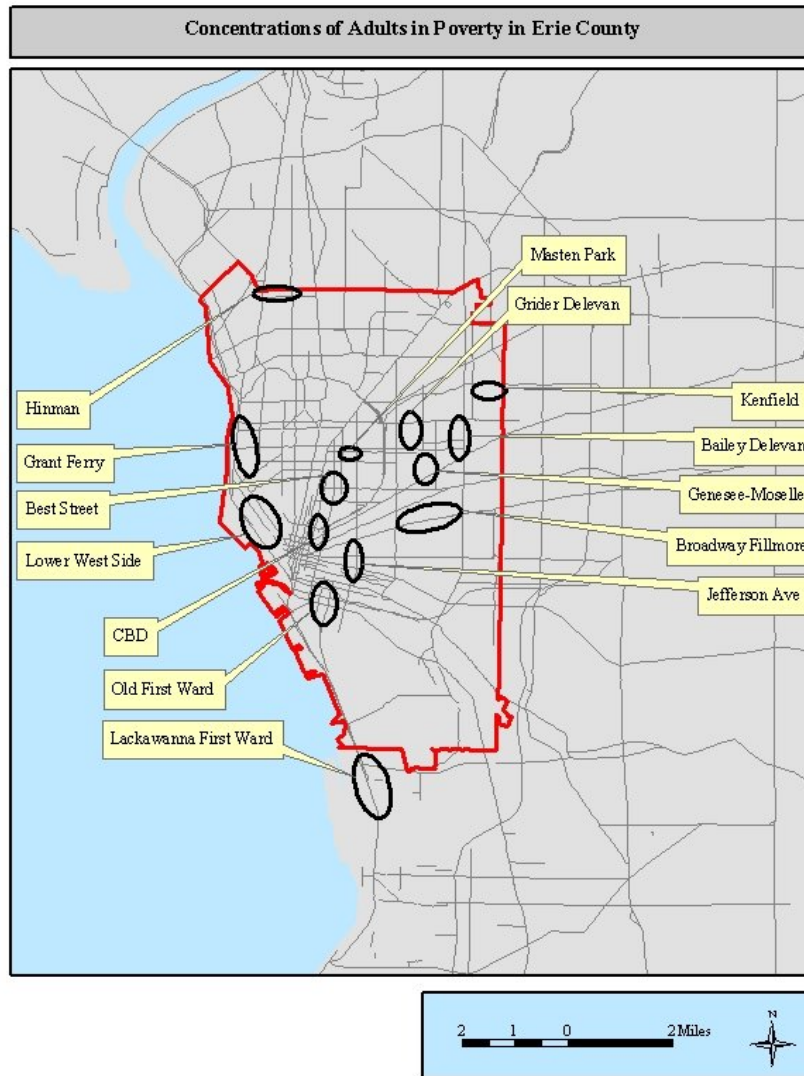 Concentrations of Adults in Poverty in Erie County
Masten Park
Grider Delevan
Hinman
Kenfield
Grant Ferry
Bailey Delevan
Best Street
Genesee-Moselle
Lower West Side
Broadway Fillmore
Jefferson Ave
CBD
Old First Ward
Lackawanna First Ward
N
2 1 0 2 Miles